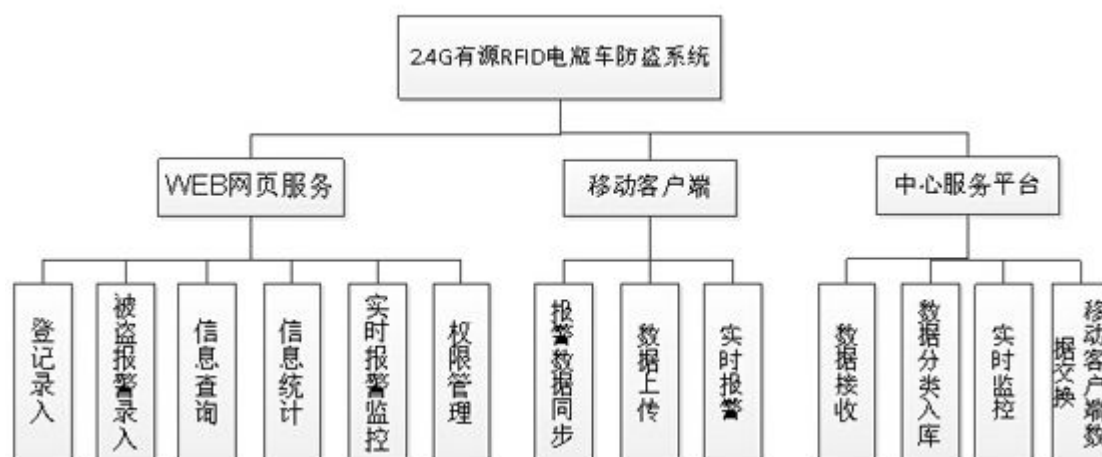 2.4G有源RFID电瓶车防盗系统
WEB网页服务
移动客户端
中心服务平台
登记录入
被盗报警录入
信息查询
信息统计
实时报警监控
权限管理
报警数据同步
数据上传
实时报警
数据接收
数据分类入库
实时监控
移动客户端数
据交换